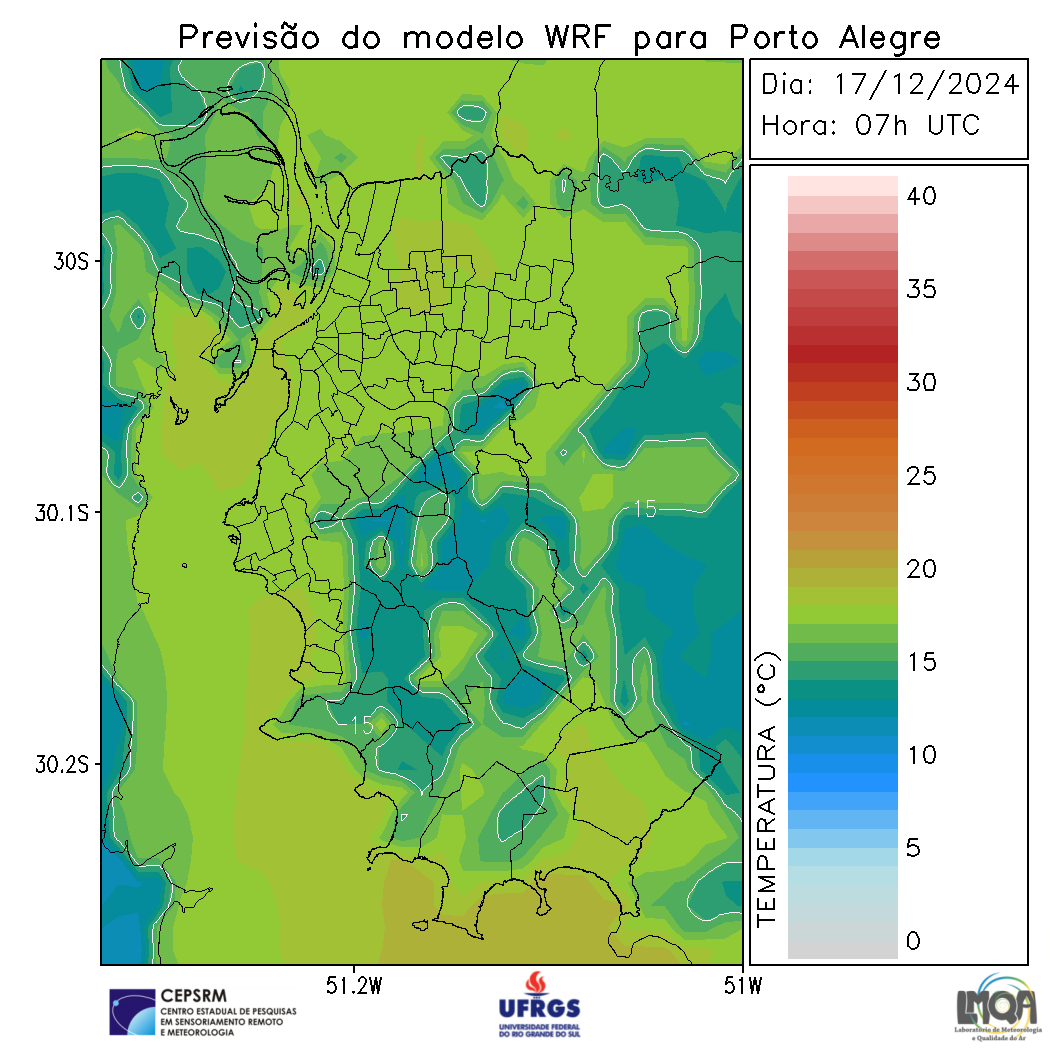 Previsão do modelo WRF para Porto Alegre
Dia: 17/12/2024
Hora: 07h UTC
40
35
30
25
20
15
10
5
0
TEMPERATURA (°C)
30S
30.1S
30.2S
15
15
51.2W
51W
CEPSRM
CENTRO ESTADUAL DE PESQUISAS
EM SENSORIAMENTO REMOTO
E METEOROLOGIA
UFRGS
UNIVERSIDADE FEDERAL
DO RIO GRANDE DO SUL
LMQA
Laboratório de Meteorologia
e Qualidade do Ar